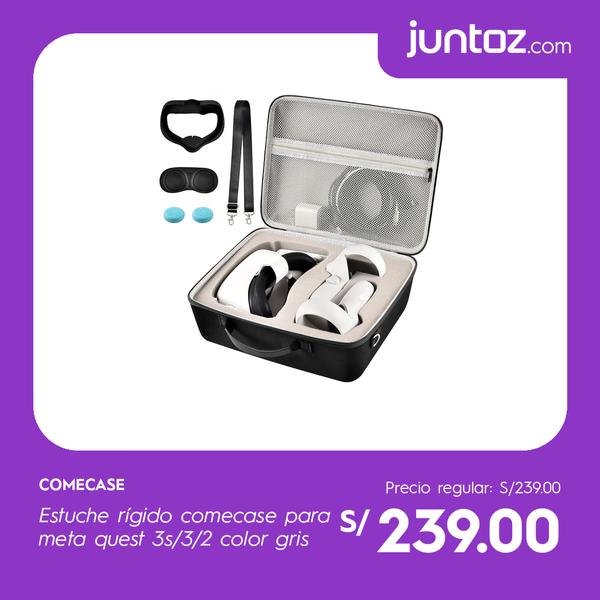 juntoz.com
COMECASE
Precio regular: S/239.00
Estuche rígido comecase para
meta quest 3s/3/2 color gris
S/ 239.00